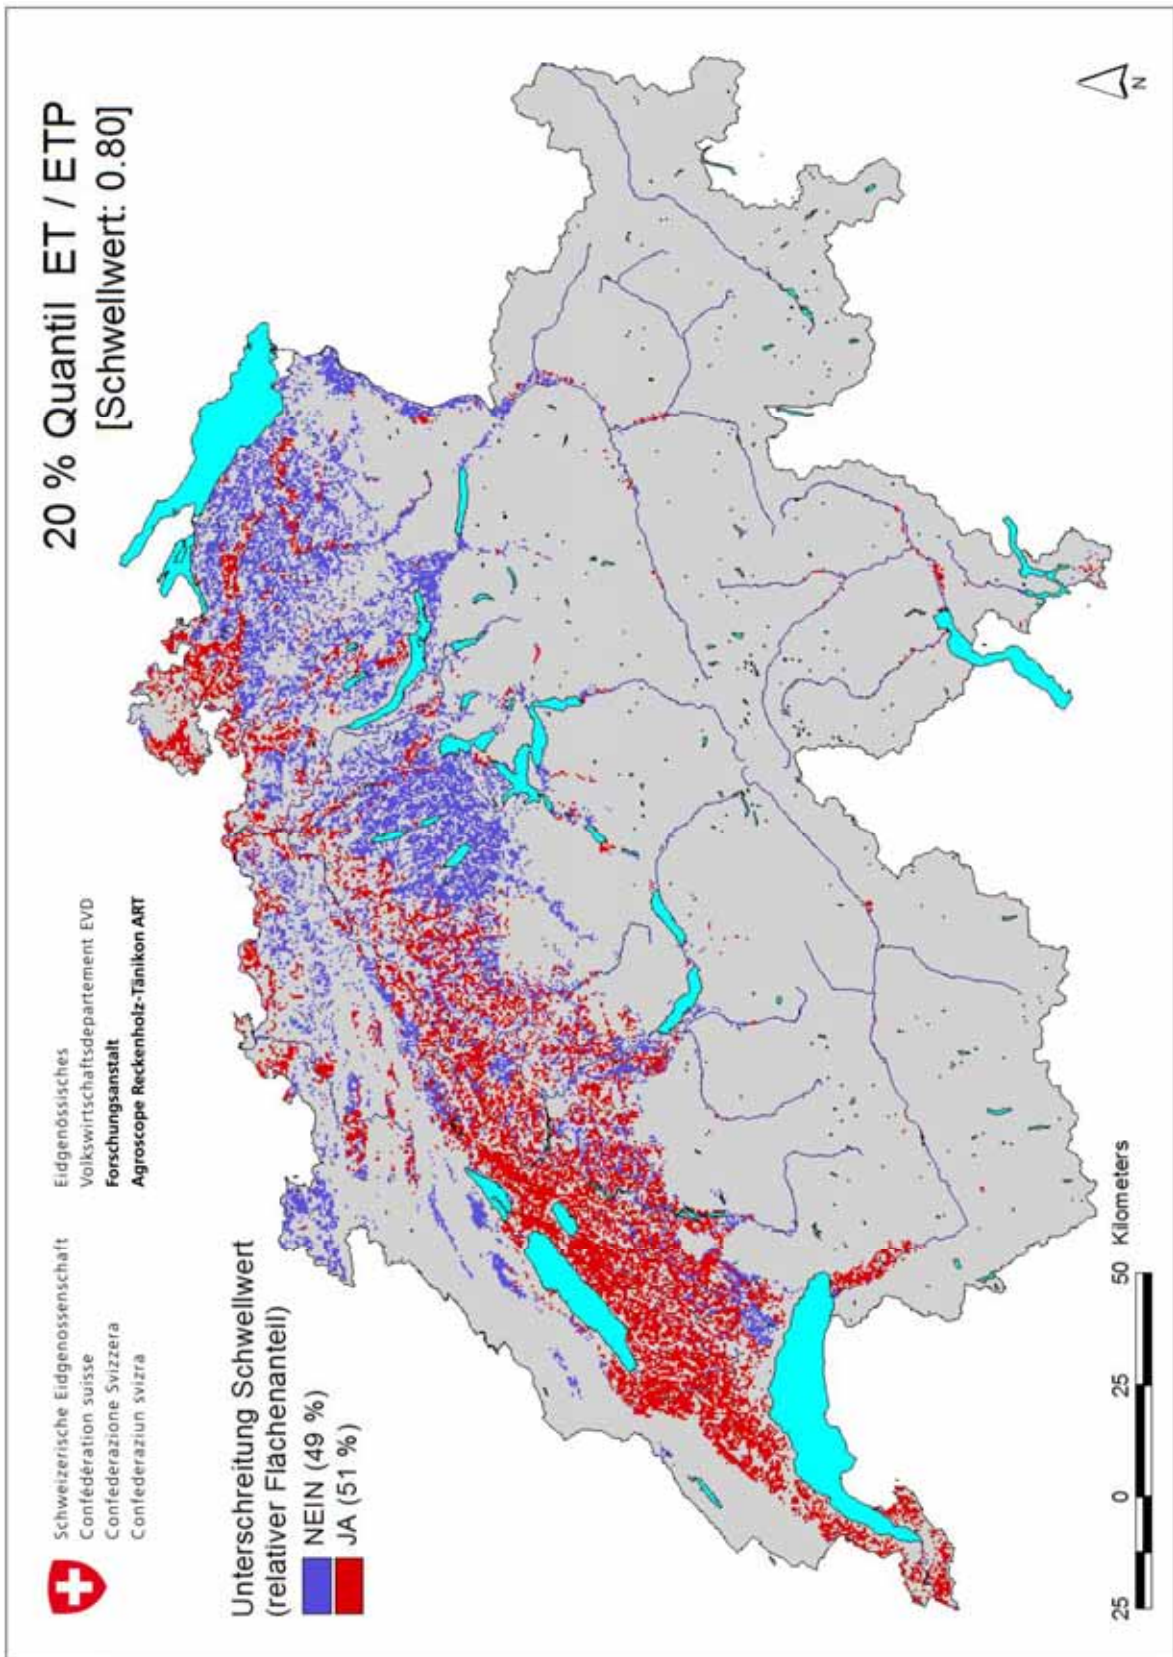 Schweizerische Eidgenossenschaft
Confédération suisse
Confederazione Svizzera
Confederaziun svizra
Eidgenössisches
Volkswirtschaftsdepartement EVD
Forschungsanstalt
Agroscope Reckenholz-Tänikon ART
20 % Quantil ET / ETP
[Schwellwert: 0.80]
Unterschreitung Schwellwert
(relativer Flächenanteil)
NEIN (49 %)
JA (51 %)
25 0 25 50 Kilometers
N